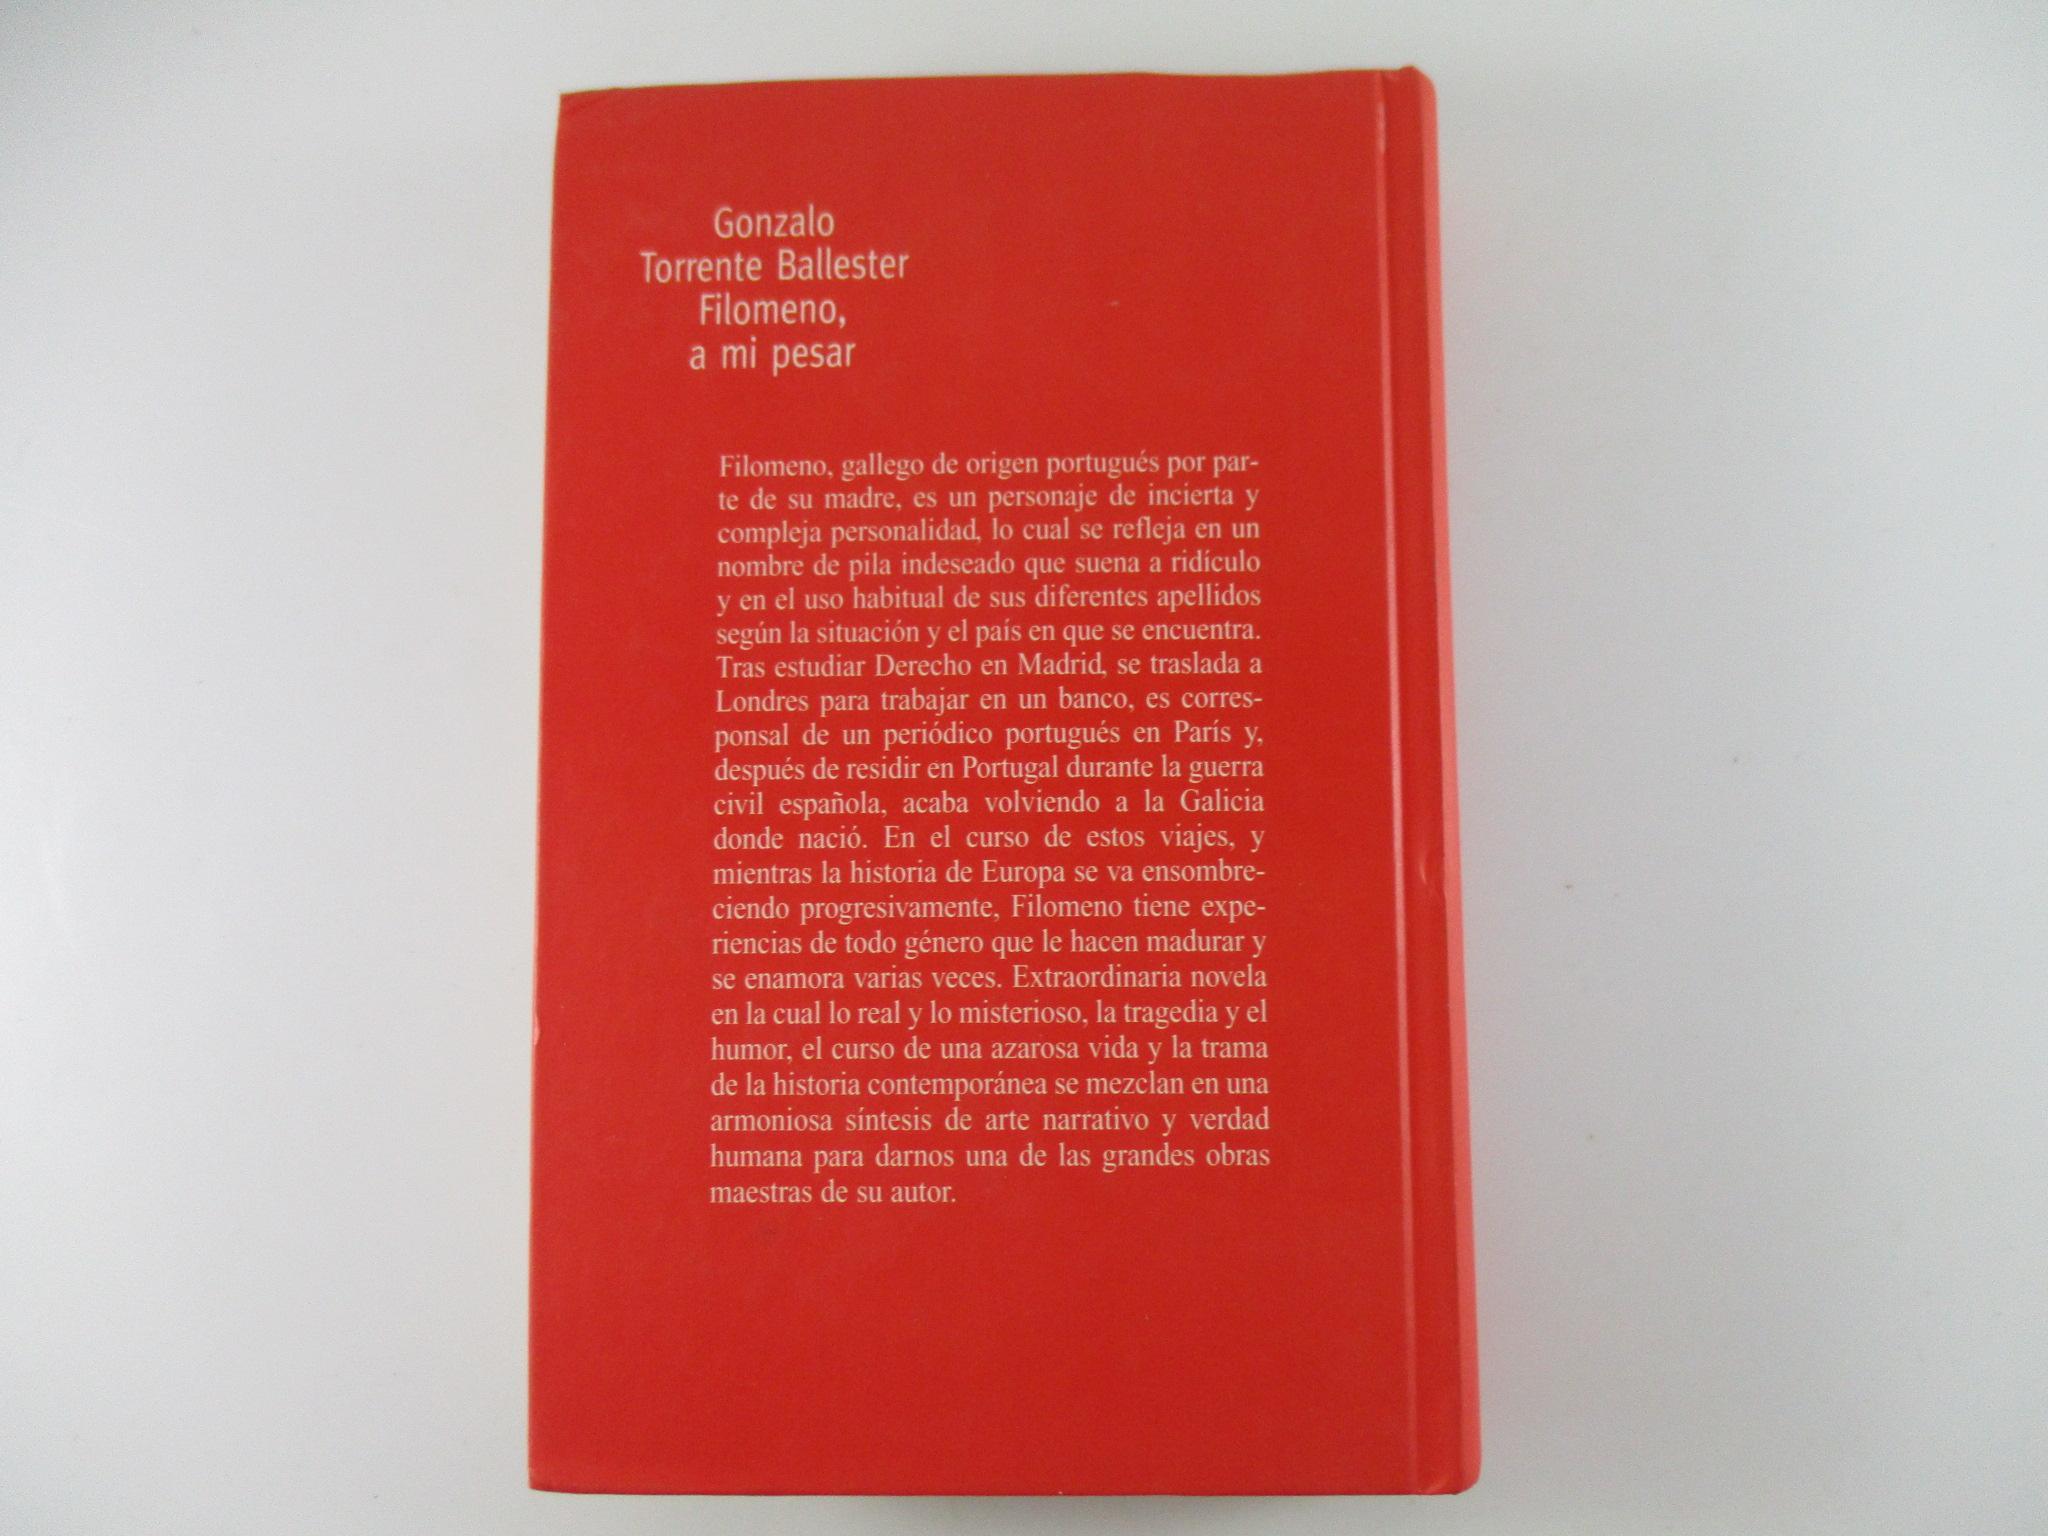 Gonzalo
Torrente Ballester
Filomeno,
a mi pesar
Filomeno, gallego de origen portugués por par-
te de su madre, es un personaje de incierta y
compleja personalidad, lo cual se refleja en un
nombre de pila indeseado que suena a ridículo
y en el uso habitual de sus diferentes apellidos
según la situación y el país en que se encuentra.
Tras estudiar Derecho en Madrid, se traslada a
Londres para trabajar en un banco, es corres-
ponsal de un periódico portugués en París y,
después de residir en Portugal durante la guerra
civil española, acaba volviendo a la Galicia
donde nació. En el curso de estos viajes, y
mientras la historia de Europa se va ensombre-
ciendo progresivamente, Filomeno tiene expe-
riencias de todo género que le hacen madurar y
se enamora varias veces. Extraordinaria novela
en la cual lo real y lo misterioso, la tragedia y el
humor, el curso de una azarosa vida y la trama
de la historia contemporánea se mezclan en una
armoniosa síntesis de arte narrativo y verdad
humana para darnos una de las grandes obras
maestras de su autor.